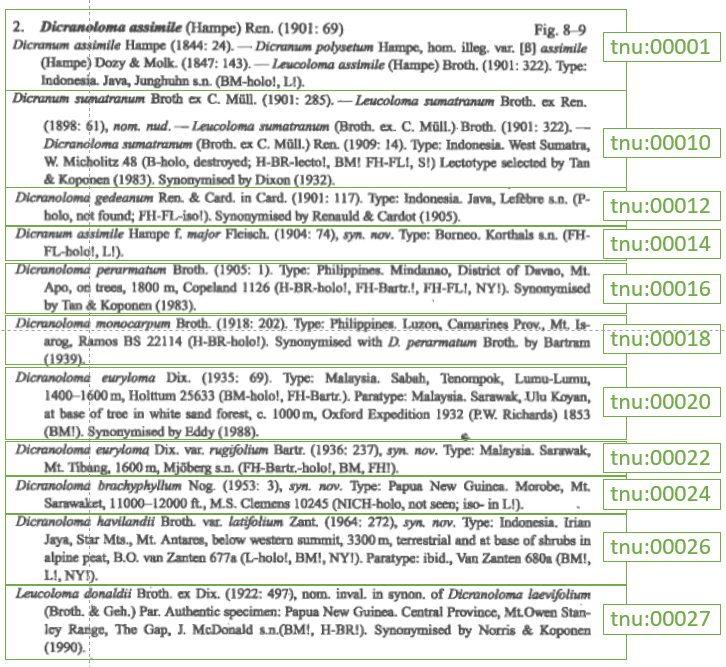 2. Dicranoloma assimile (Hampe) Ren. (1901: 69) Fig. 8–9
Dicranum assimile Hampe (1844: 24). — Dicranum polysetum Hampe, hom. illeg. var. [β] assimile
(Hampe) Dozy & Molk. (1847: 143). — Leucoloma assimile (Hampe) Broth. (1901: 322). Type:
Indonesia. Java, Junghuhn s.n. (BM-holo!, L!).
tnu:00001
Dicranum sumatranum Broth ex C. Müll. (1901: 285). — Leucoloma sumatranum Broth. ex Ren.
(1898: 61), nom. nud. — Leucoloma sumatranum (Broth. ex. C. Müll.) Broth. (1901: 322). —
Dicranoloma sumatranum (Broth. ex C. Müll.) Ren. (1909: 14). Type: Indonesia. West Sumatra,
W. Micholitz 48 (B-holo, destroyed; H-BR-lecto!, BM! FH-FL!, S!) Lectotype selected by Tan
& Koponen (1983). Synonymised by Dixon (1932).
tnu:00010
Dicranoloma gedeanum Ren. & Card. in Card. (1901: 117). Type: Indonesia. Java, Lefèbre s.n. (P-
holo, not found; FH-FL-iso!). Synonymised by Renauld & Cardot (1905).
tnu:00012
Dicranum assimile Hampe f. major Fleisch. (1904: 74), syn. nov. Type: Borneo. Korthals s.n. (FH-
FL-holo!, L!).
tnu:00014
Dicranoloma perarmatum Broth. (1905: 1). Type: Philippines. Mindanao, District of Davao, Mt.
Apo, on trees, 1800 m, Copeland 1126 (H-BR-holo!, FH-Bartr.!, FH-FL!, NY!). Synonymised
by Tan & Koponen (1983).
tnu:00016
Dicranoloma monocarpum Broth. (1918: 202). Type: Philippines. Luzon, Camarines Prov., Mt. Is-
arog, Ramos BS 22114 (H-BR-holo!). Synonymised with D. perarmatum Broth. by Bartram
(1939).
tnu:00018
Dicranoloma euryloma Dix. (1935: 69). Type: Malaysia. Sabah, Tenompok, Lumu-Lumu,
1400–1600 m, Holttum 25633 (BM-holo!, FH-Bartr.). Paratype: Malaysia. Sarawak, Ulu Koyan,
at base of tree in white sand forest, c. 1000 m, Oxford Expedition 1932 (P.W. Richards) 1853
(BM!). Synonymised by Eddy (1988).
tnu:00020
Dicranoloma euryloma Dix. var. rugifolium Bartr. (1936: 237), syn. nov. Type: Malaysia. Sarawak,
Mt. Tibang, 1600 m, Mjöberg s.n. (FH-Bartr.-holo!, BM, FH!).
tnu:00022
Dicranoloma brachyphyllum Nog. (1953: 3), syn. nov. Type: Papua New Guinea. Morobe, Mt.
Sarawaket, 11000–12000 ft., M.S. Clemens 10245 (NICH-holo, not seen; iso- in L!).
tnu:00024
Dicranoloma havilandii Broth. var. latifolium Zant. (1964: 272), syn. nov. Type: Indonesia. Irian
Jaya, Star Mts., Mt. Antares, below western summit, 3300 m, terrestrial and at base of shrubs in
alpine peat, B.O. van Zanten 677a (L-holo!, BM!, NY!). Paratype: ibid., Van Zanten 680a (BM!,
L!, NY!).
tnu:00026
Leucoloma donaldii Broth. ex Dix. (1922: 497), nom. inval. in synon. of Dicranoloma laevifolium
(Broth. & Geh.) Par. Authentic specimen: Papua New Guinea. Central Province, Mt.Owen Stan-
ley Range, The Gap, J. McDonald s.n.(BM!, H-BR!). Synonymised by Norris & Koponen
(1990).
tnu:00027